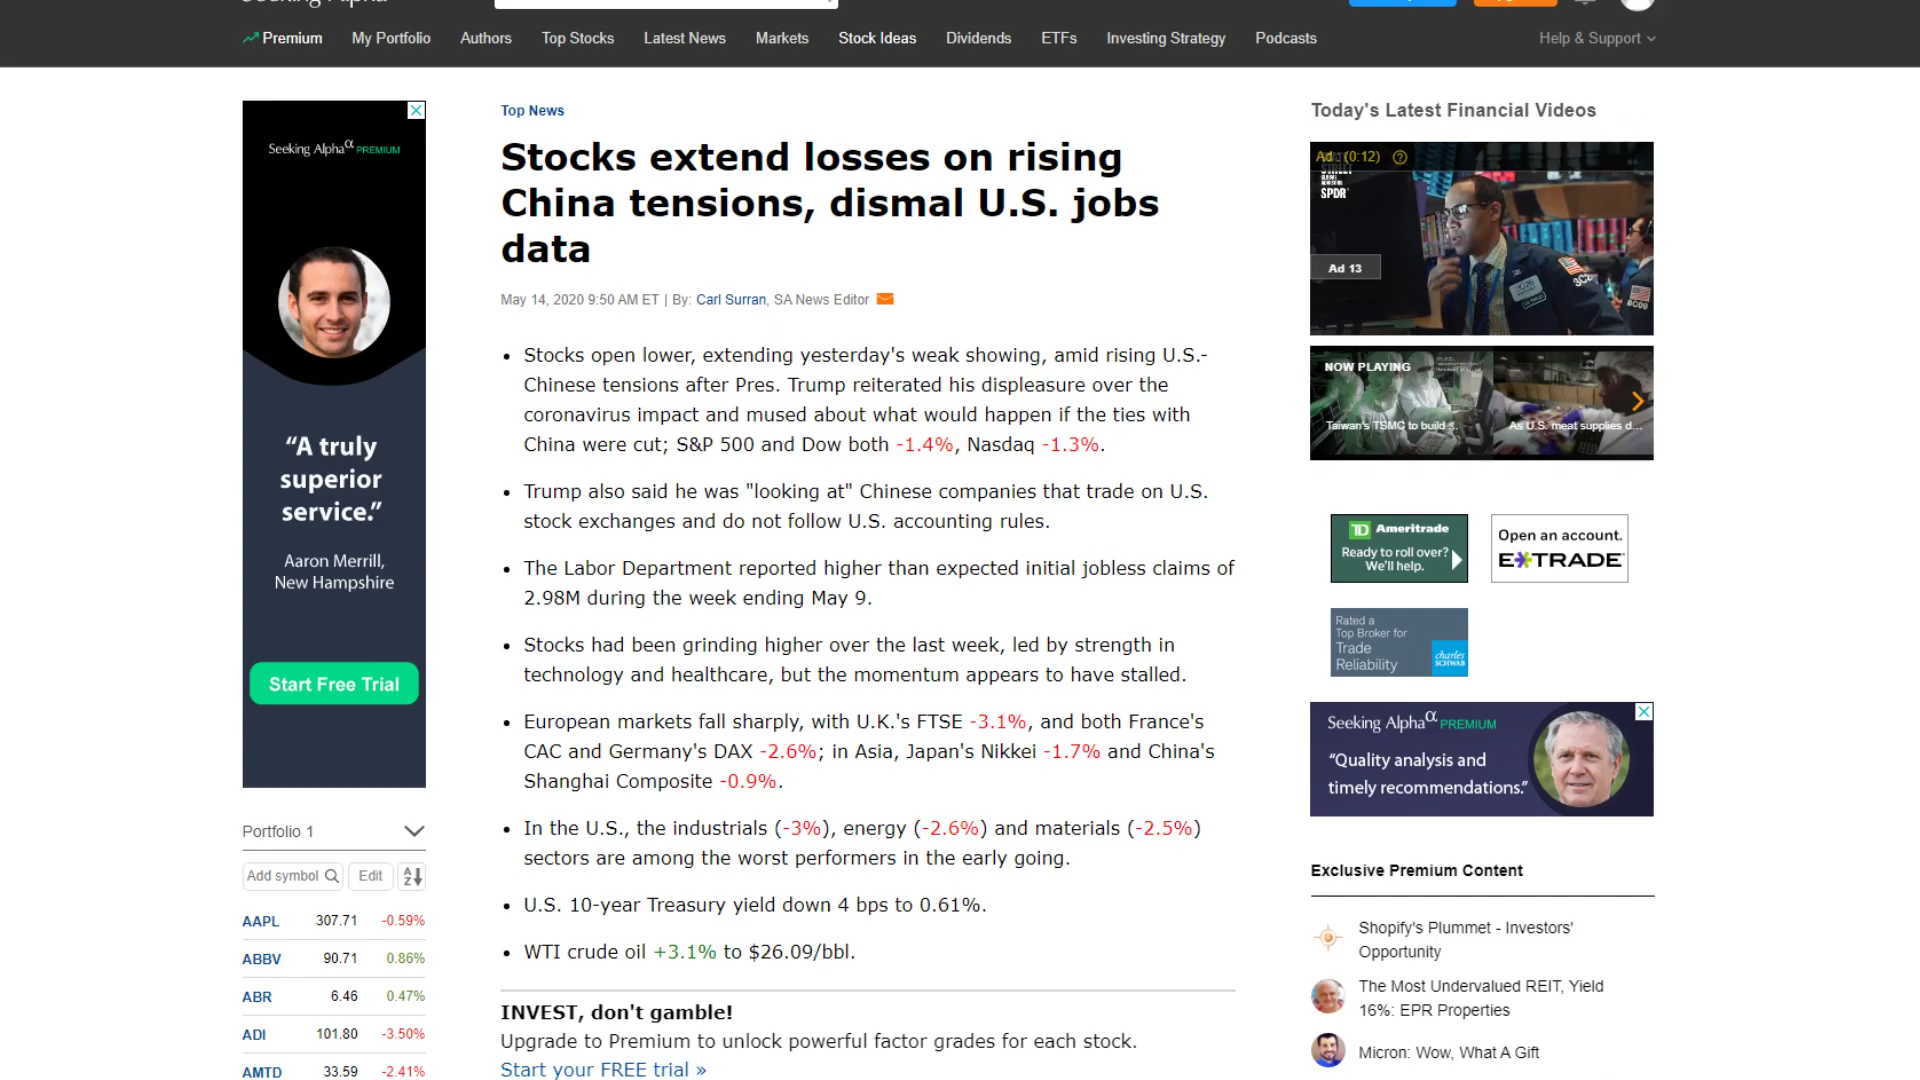 Premium My Portfolio Authors Top Stocks Latest News Markets Stock Ideas Dividends ETFs Investing Strategy Podcasts Help & Support
Seeking Alphaα PREMIUM
“A truly
superior
service.”
Aaron Merrill,
New Hampshire
Start Free Trial
Portfolio 1
Add symbol Edit A Z
AAPL 307.71 -0.59%
ABBV 90.71 0.86%
ABR 6.46 0.47%
ADI 101.80 -3.50%
AMTD 33.59 -2.41%
Top News
Stocks extend losses on rising
China tensions, dismal U.S. jobs
data
May 14, 2020 9:50 AM ET | By: Carl Surran, SA News Editor
• Stocks open lower, extending yesterday's weak showing, amid rising U.S.-
Chinese tensions after Pres. Trump reiterated his displeasure over the
coronavirus impact and mused about what would happen if the ties with
China were cut; S&P 500 and Dow both -1.4%, Nasdaq -1.3%.
• Trump also said he was "looking at" Chinese companies that trade on U.S.
stock exchanges and do not follow U.S. accounting rules.
• The Labor Department reported higher than expected initial jobless claims of
2.98M during the week ending May 9.
• Stocks had been grinding higher over the last week, led by strength in
technology and healthcare, but the momentum appears to have stalled.
• European markets fall sharply, with U.K.'s FTSE -3.1%, and both France's
CAC and Germany's DAX -2.6%; in Asia, Japan's Nikkei -1.7% and China's
Shanghai Composite -0.9%.
• In the U.S., the industrials (-3%), energy (-2.6%) and materials (-2.5%)
sectors are among the worst performers in the early going.
• U.S. 10-year Treasury yield down 4 bps to 0.61%.
• WTI crude oil +3.1% to $26.09/bbl.
INVEST, don't gamble!
Upgrade to Premium to unlock powerful factor grades for each stock.
Start your FREE trial »
Today's Latest Financial Videos
Ad : (0:12)
SPDR
Ad 13
NOW PLAYING
Taiwan's TSMC to build ...
As U.S. meat supplies d...
TD Ameritrade
Ready to roll over?
We'll help.
Open an account.
E*TRADE
Rated a
Top Broker for
Trade
Reliability
charles
SCHWAB
Seeking Alphaα PREMIUM
“Quality analysis and
timely recommendations.”
Exclusive Premium Content
Shopify's Plummet - Investors'
Opportunity
The Most Undervalued REIT, Yield
16%: EPR Properties
Micron: Wow, What A Gift